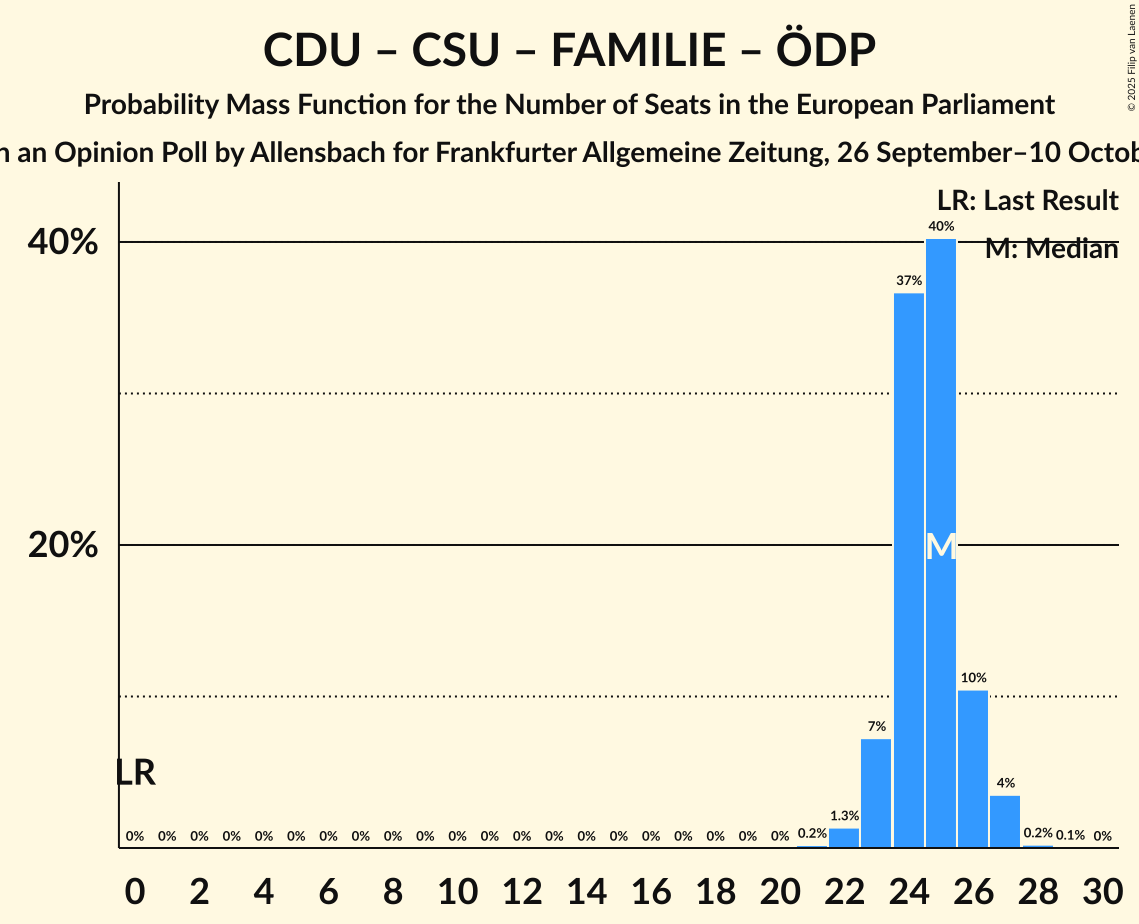 CDU – CSU – FAMILIE – ÖDP
Probability Mass Function for the Number of Seats in the European Parliament
an Opinion Poll by Allensbach for Frankfurter Allgemeine Zeitung, 26 September–10
© 2025 Filip van Laenen
LR: Last Result
M: Median
40%
20%
40%
37%
M
10%
7%
4%
LR
0% 0% 0% 0% 0% 0% 0% 0% 0% 0% 0% 0% 0% 0% 0% 0% 0% 0% 0% 0% 0% 0.2% 1.3% 0.2% 0.1% 0%
0 2 4 6 8 10 12 14 16 18 20 22 24 26 28 30